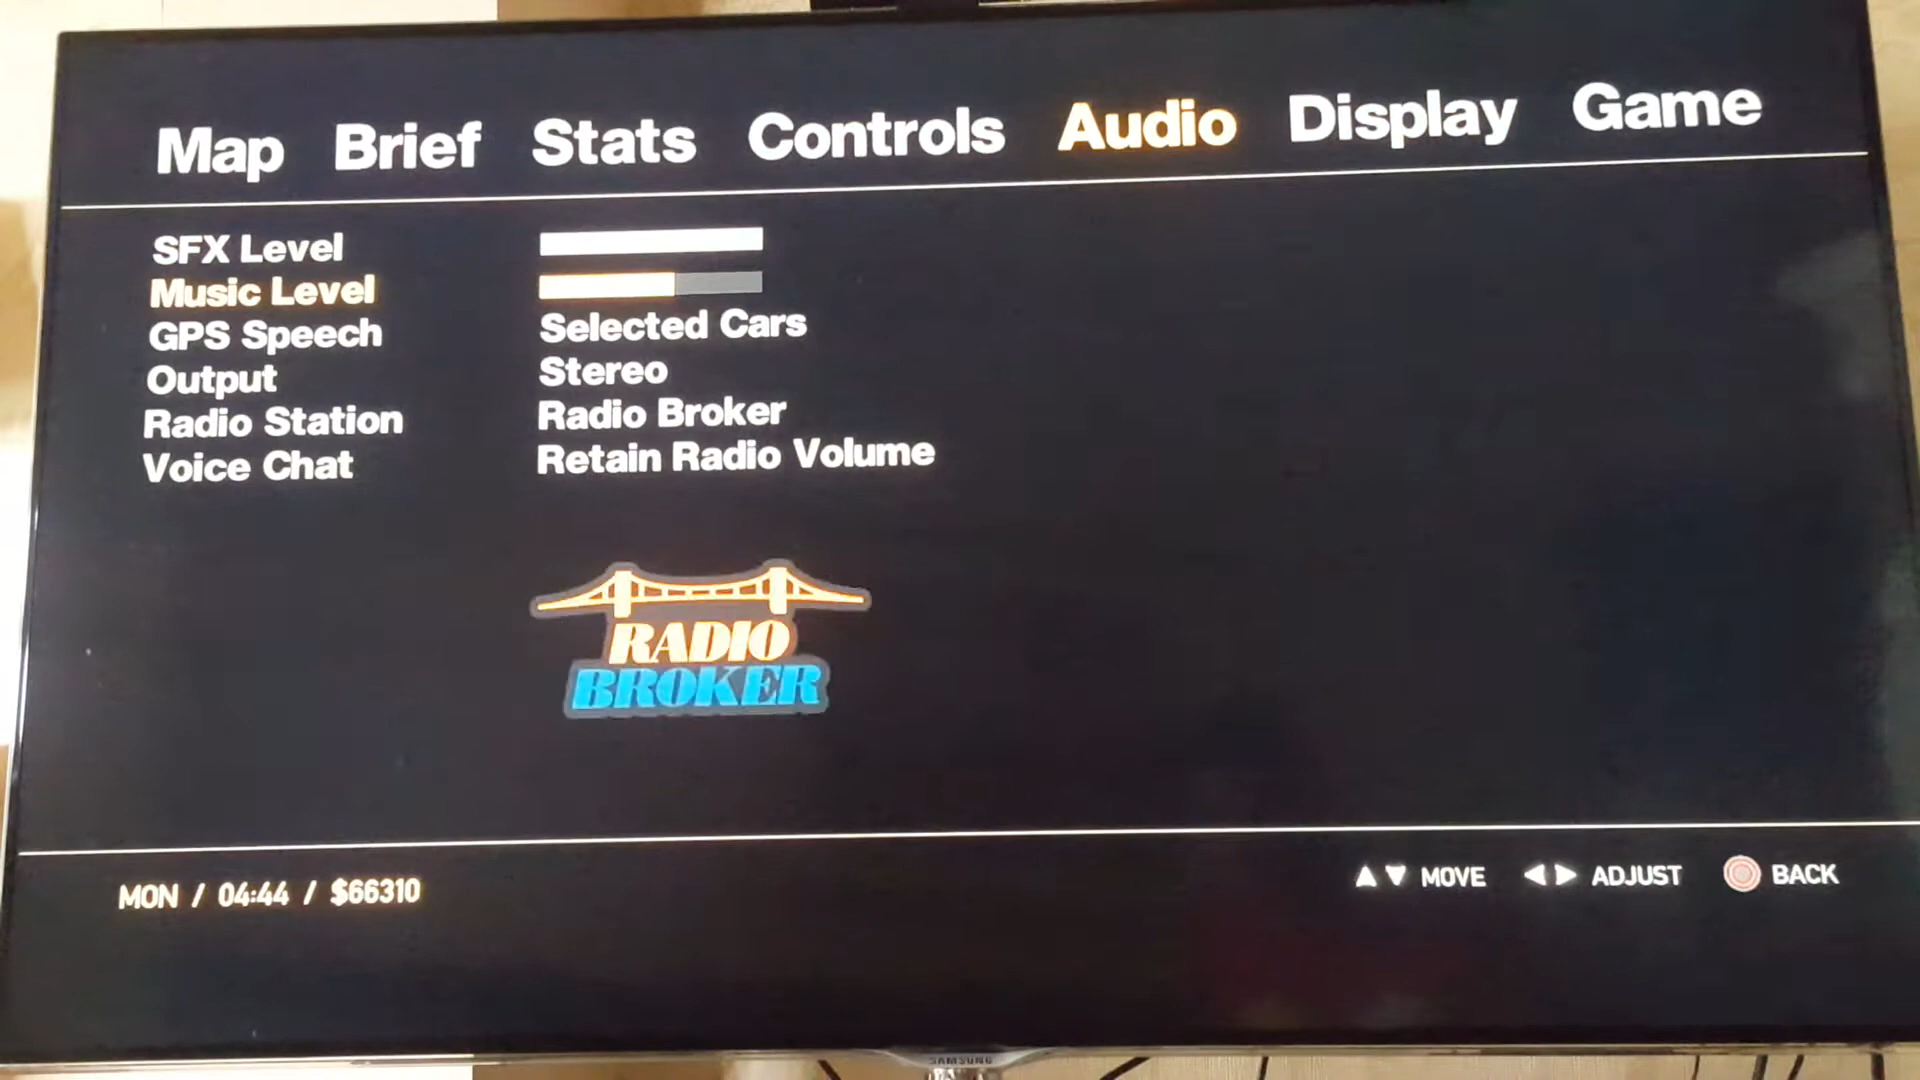 Map Brief Stats Controls Audio Display Game
SFX Level
Music Level
GPS Speech Selected Cars
Output Stereo
Radio Station Radio Broker
Voice Chat Retain Radio Volume
RADIO
BROKER
MON / 04:44 / $66310
MOVE ADJUST BACK
SAMSUNG